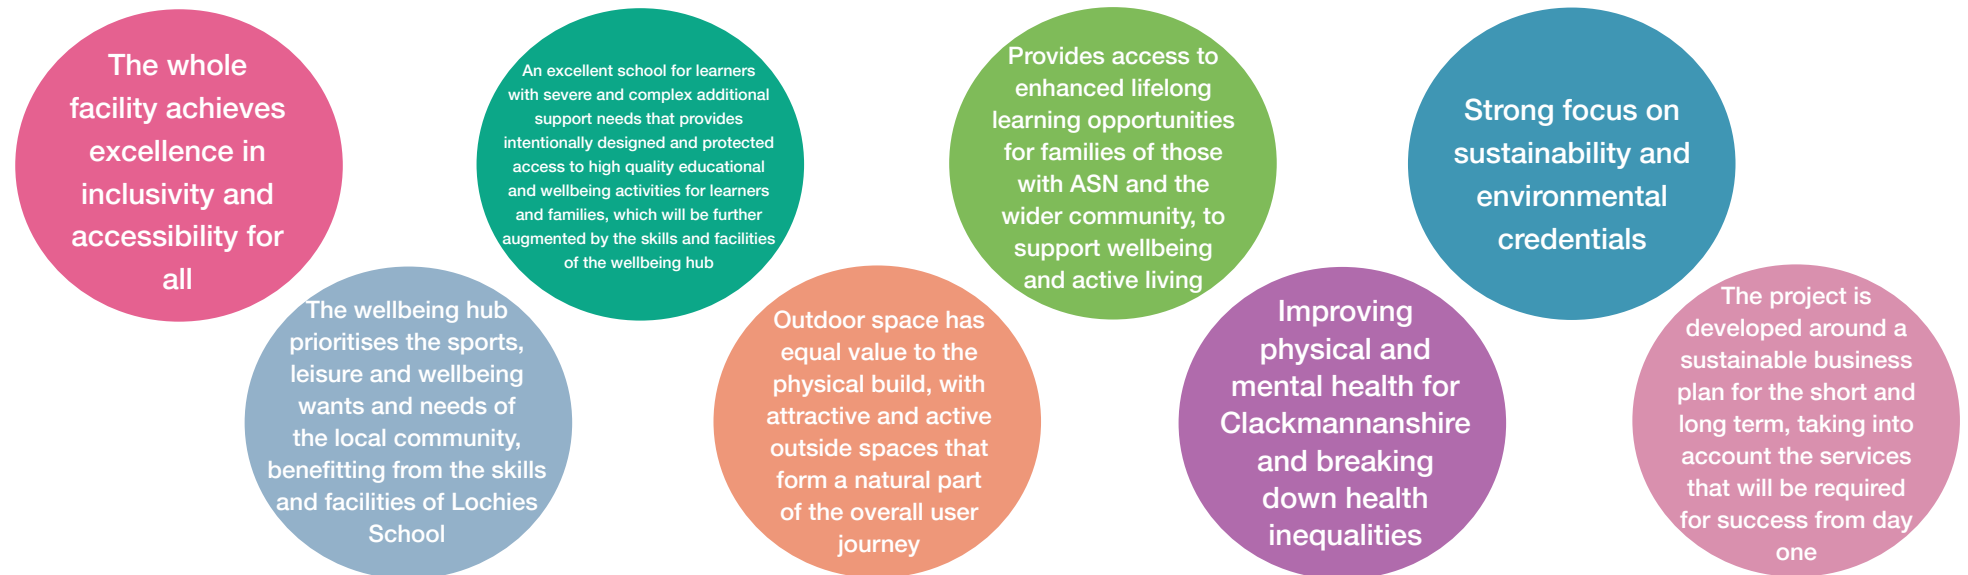 The whole
facility achieves
excellence in
inclusivity and
accessibility for
all
The wellbeing hub
prioritises the sports,
leisure and wellbeing
wants and needs of
the local community,
benefitting from the skills
and facilities of Lochies
School
An excellent school for learners
with severe and complex additional
support needs that provides
intentionally designed and protected
access to high quality educational
and wellbeing activities for learners
and families, which will be further
augmented by the skills and facilities
of the wellbeing hub
Outdoor space has
equal value to the
physical build, with
attractive and active
outside spaces that
form a natural part
of the overall user
journey
Provides access to
enhanced lifelong
learning opportunities
for families of those
with ASN and the
wider community, to
support wellbeing
and active living
Improving
physical and
mental health for
Clackmannanshire
and breaking
down health
inequalities
Strong focus on
sustainability and
environmental
credentials
The project is
developed around a
sustainable business
plan for the short and
long term, taking into
account the services
that will be required
for success from day
one